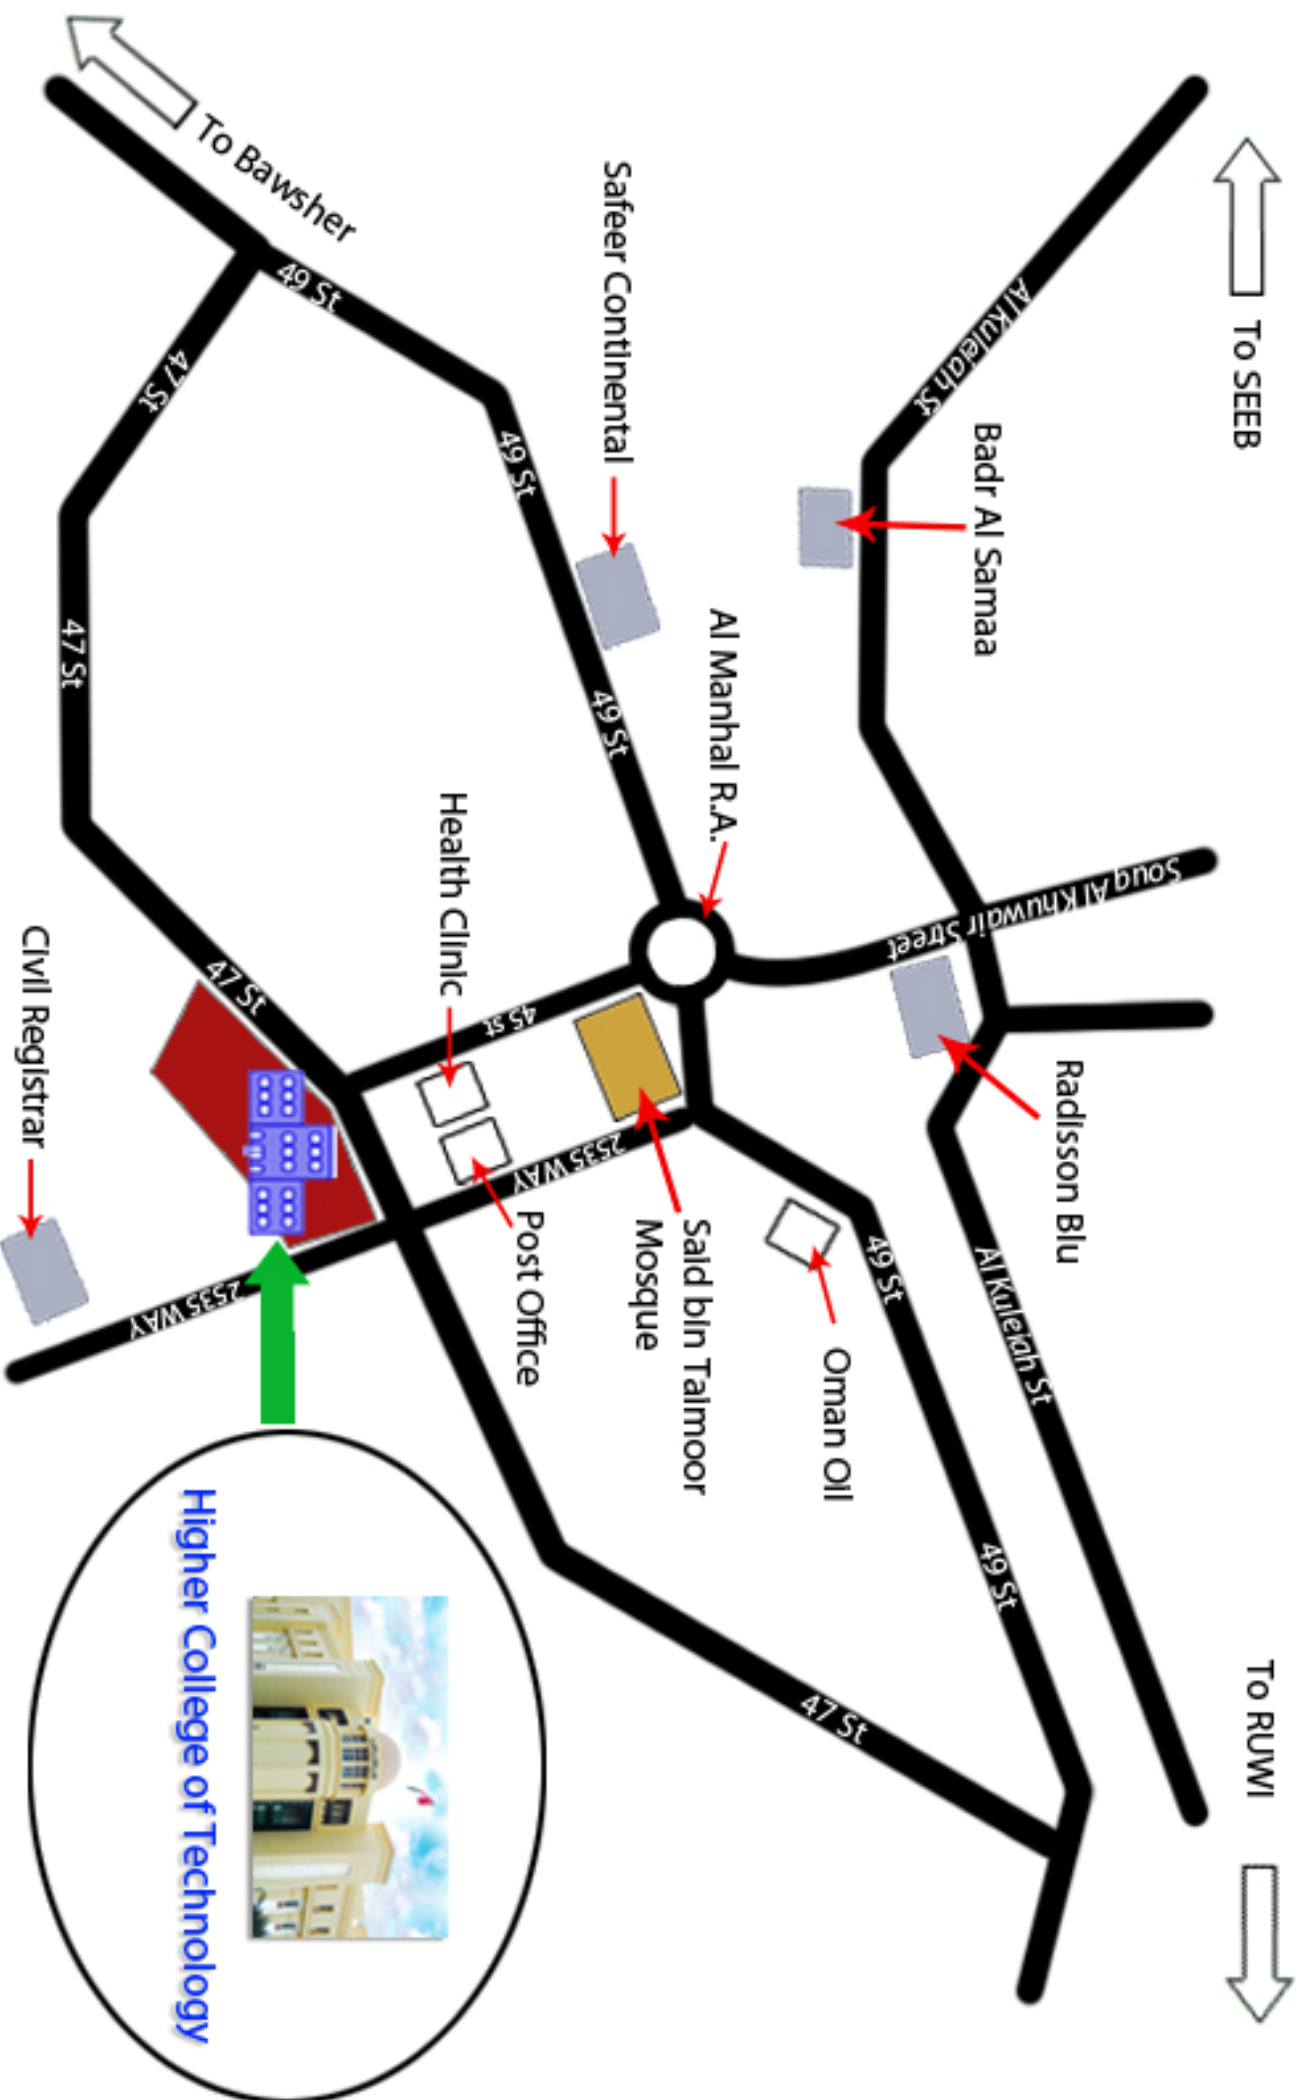 To SEEB
To RUWI
Al Kuleiah St
Badr Al Samaa
Souq Al Khuwair Street
Radisson Blu
Al Kuleiah St
Al Manhal R.A.
Safeer Continental
To Bawsher
49 St
49 St
49 St
49 St
49 St
Oman Oil
Said bin Taimoor
Mosque
45 st
2535 WAY
Health Clinic
Post Office
47 St
47 St
47 St
47 St
2535 WAY
Civil Registrar
Higher College of Technology